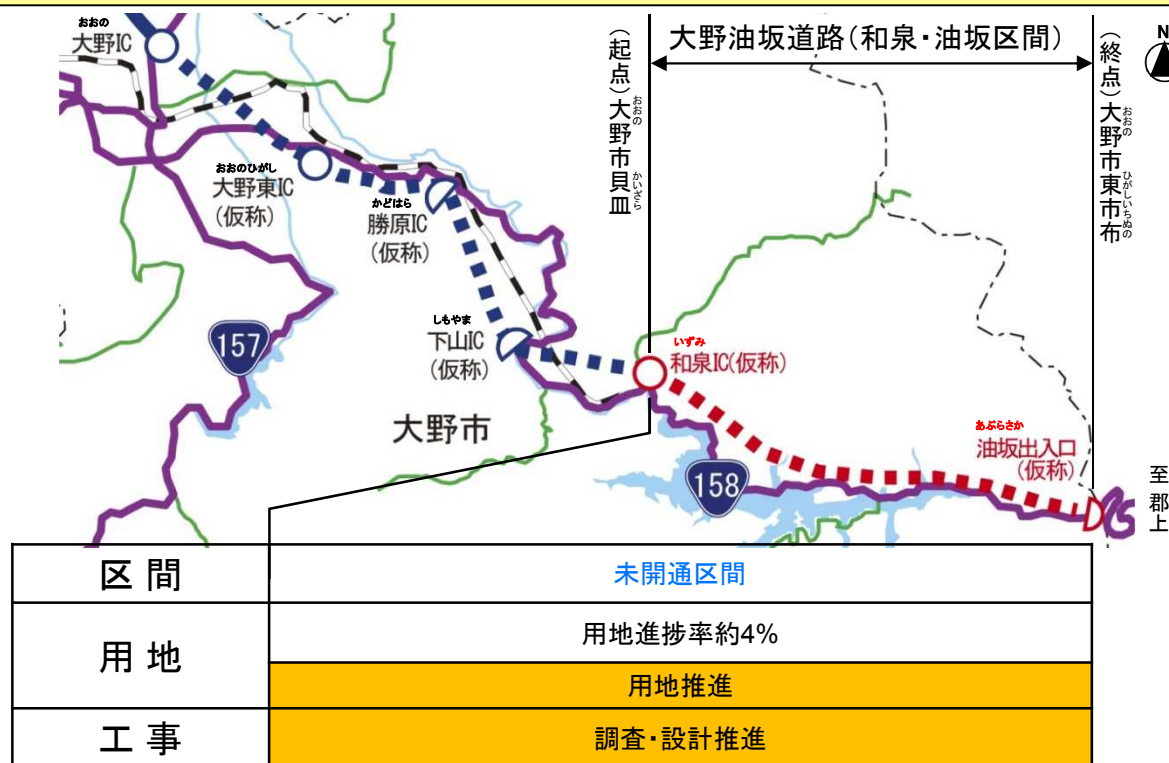 大野油坂道路(和泉・油坂区間)
(起点)大野市貝皿
おおの
かいざら
(終点)大野市東市布
おおの
ひがしいちぬの
N
おおの
大野IC
おおのひがし
大野東IC
(仮称)
かどはら
勝原IC
(仮称)
しもやま
下山IC
(仮称)
いずみ
和泉IC(仮称)
あぶらさか
油坂出入口
(仮称)
157
158
大野市
至 郡上
区 間
未開通区間
用 地
用地進捗率約4%
用地推進
工 事
調査・設計推進